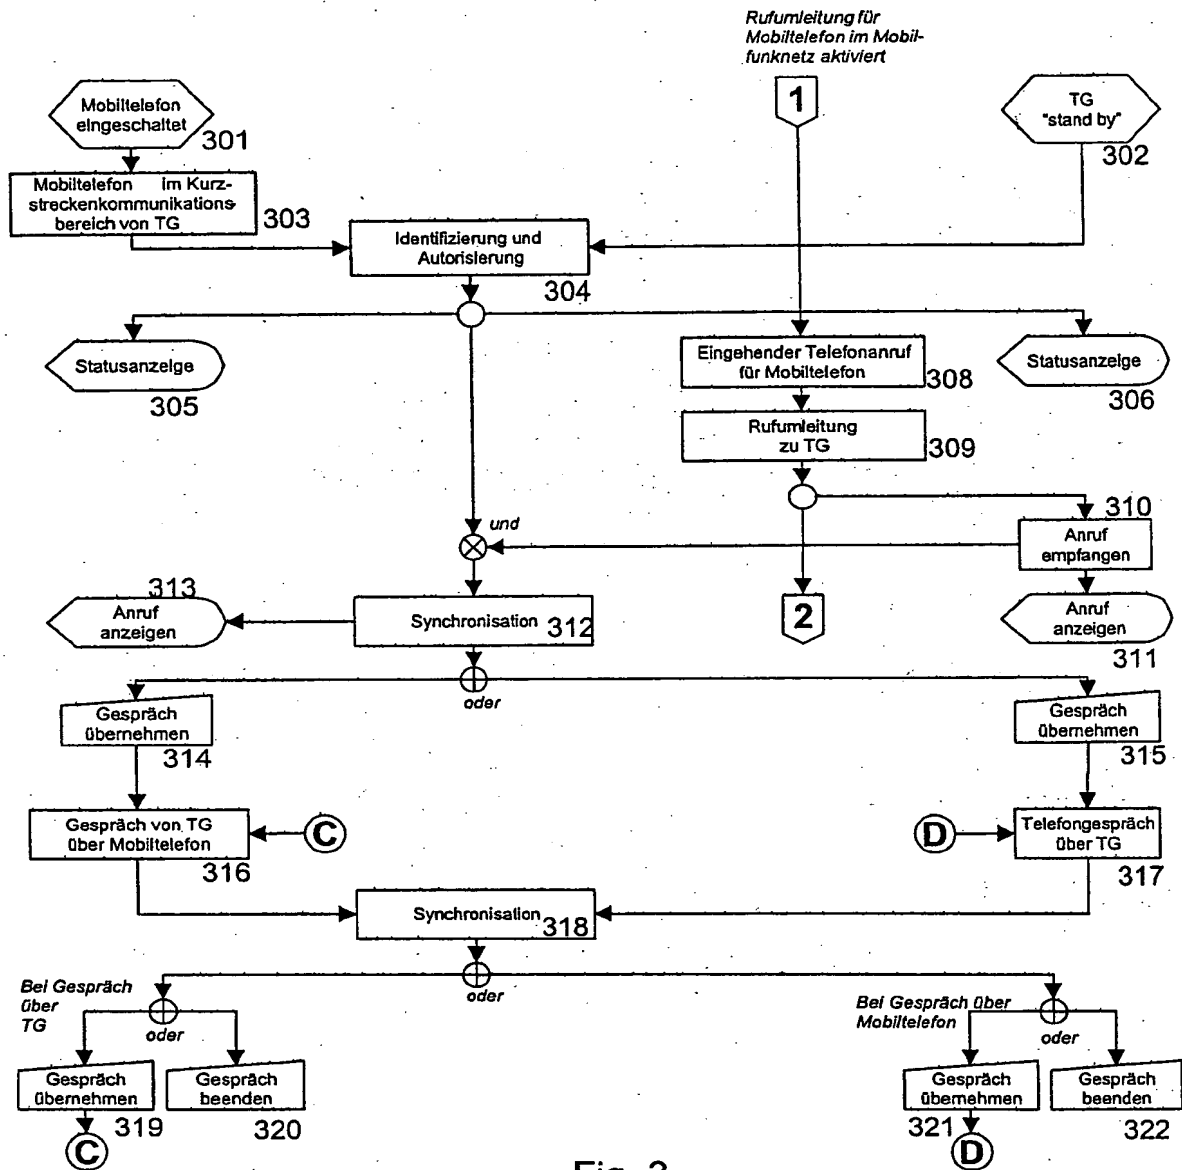 Rufumleitung für
Mobiltelefon im Mobil-
funknetz aktiviert
Mobiltelefon
eingeschaltet
301
1
TG
"stand by"
302
Mobiltelefon im Kurz-
streckenkommunikations-
bereich von TG
303
Identifizierung und
Autorisierung
304
Statusanzeige
305
Eingehender Telefonanruf
für Mobiltelefon
308
Statusanzeige
306
Rufumleitung
zu TG
309
310
Anruf
empfangen
und
313
Anruf
anzeigen
Synchronisation
312
2
Anruf
anzeigen
311
oder
Gespräch
übernehmen
314
Gespräch
übernehmen
315
Gespräch von TG
über Mobiltelefon
316
C
D
Telefongespräch
über TG
317
Synchronisation
318
oder
Bei Gespräch
über
TG
oder
Bei Gespräch über
Mobiltelefon
oder
Gespräch
übernehmen
319
Gespräch
beenden
320
Gespräch
übernehmen
321
Gespräch
beenden
322
C
D